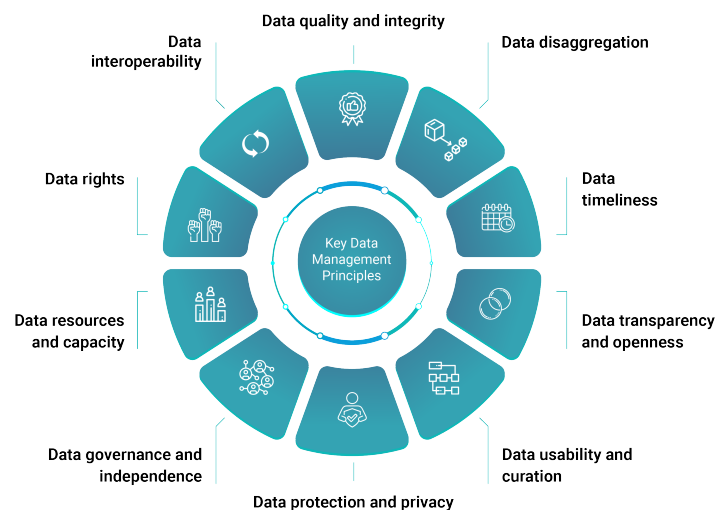 Data quality and integrity
Data disaggregation
Data
timeliness
Data transparency
and openness
Data usability and
curation
Data protection and privacy
Data governance and
independence
Data resources
and capacity
Data rights
Data
interoperability
Key Data
Management
Principles